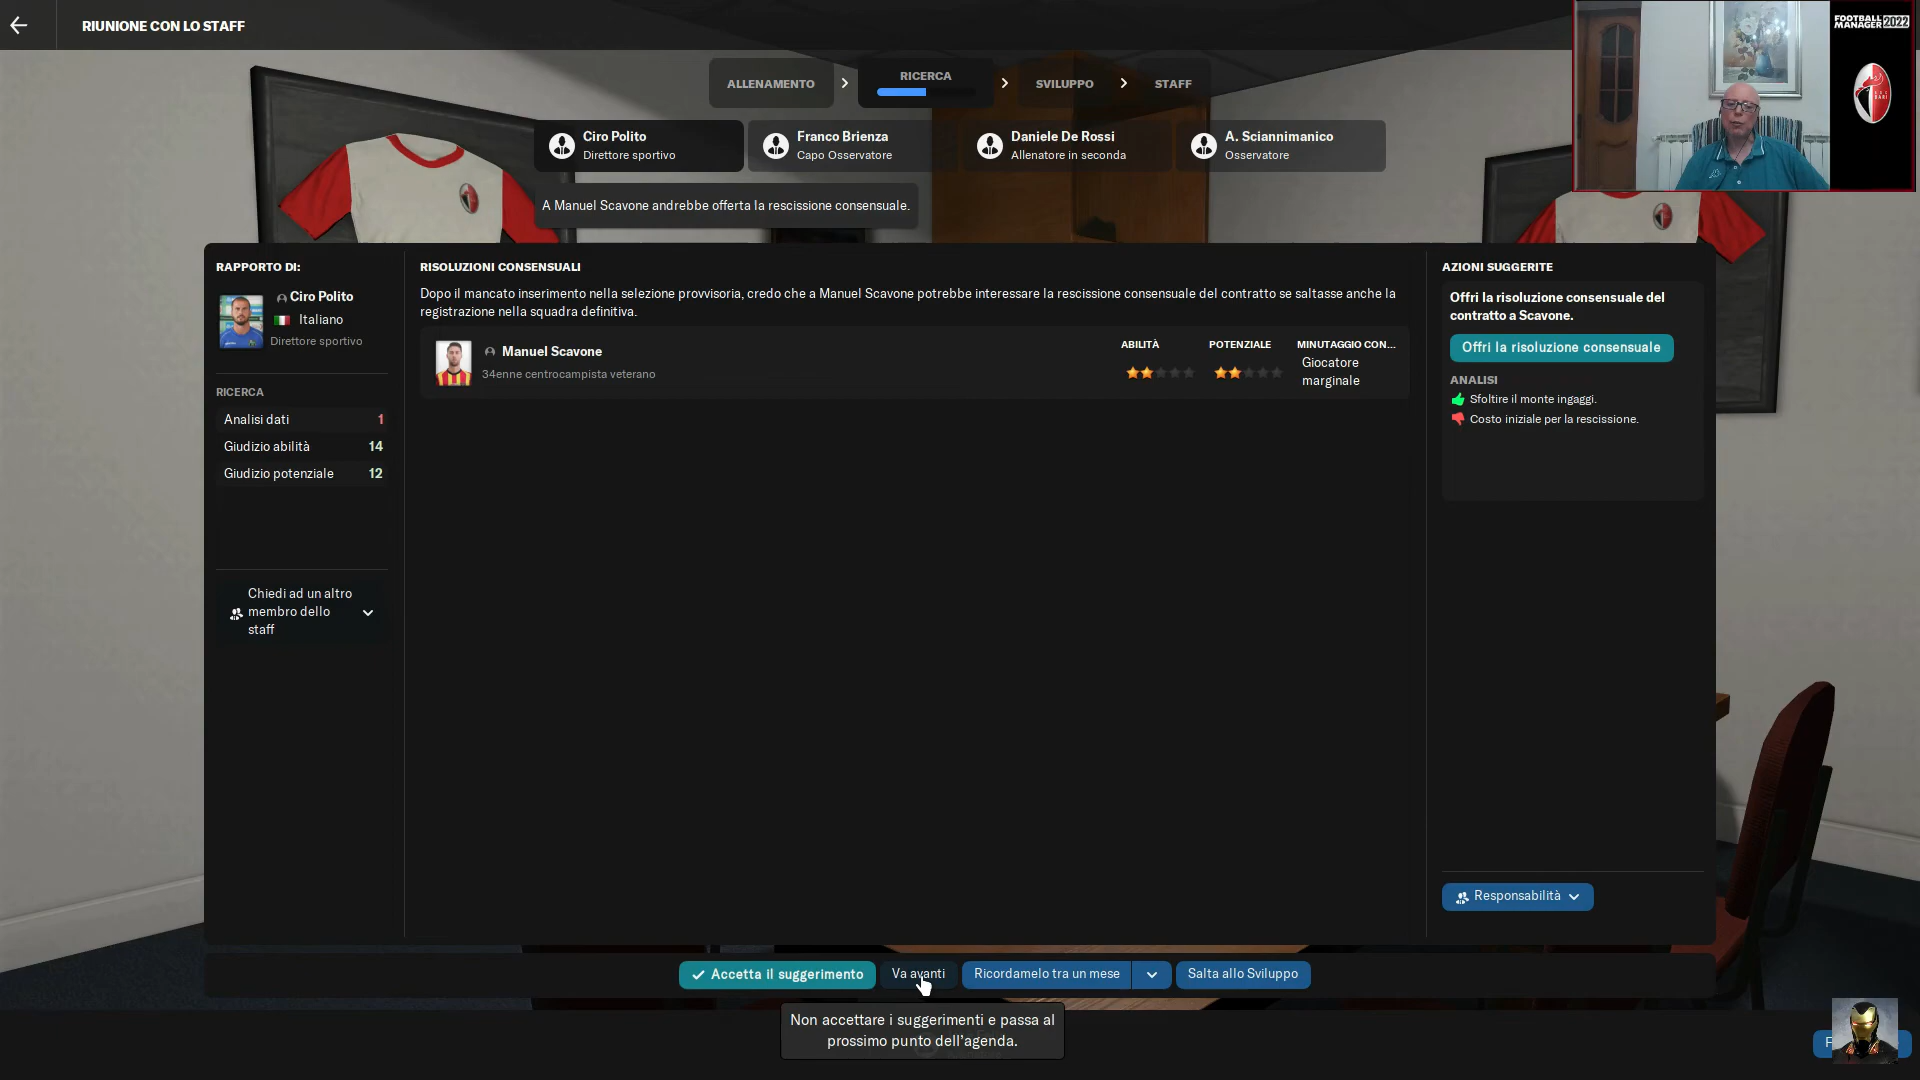 RIUNIONE CON LO STAFF
FOOTBALL
MANAGER 2022
ALLENAMENTO
RICERCA
SVILUPPO
STAFF
Ciro Polito
Direttore sportivo
Franco Brienza
Capo Osservatore
Daniele De Rossi
Allenatore in seconda
A. Sciannimanico
Osservatore
A Manuel Scavone andrebbe offerta la rescissione consensuale.
RAPPORTO DI:
Ciro Polito
Italiano
Direttore sportivo
RICERCA
Analisi dati 1
Giudizio abilità 14
Giudizio potenziale 12
Chiedi ad un altro
membro dello
staff
RISOLUZIONI CONSENSUALI
Dopo il mancato inserimento nella selezione provvisoria, credo che a Manuel Scavone potrebbe interessare la rescissione consensuale del contratto se saltasse anche la
registrazione nella squadra definitiva.
Manuel Scavone
34enne centrocampista veterano
ABILITÀ
POTENZIALE
MINUTAGGIO CON...
Giocatore
marginale
AZIONI SUGGERITE
Offri la risoluzione consensuale del
contratto a Scavone.
Offri la risoluzione consensuale
ANALISI
Sfoltire il monte ingaggi.
Costo iniziale per la rescissione.
Responsabilità
Accetta il suggerimento
Va avanti
Ricordamelo tra un mese
Salta allo Sviluppo
Non accettare i suggerimenti e passa al
prossimo punto dell'agenda.